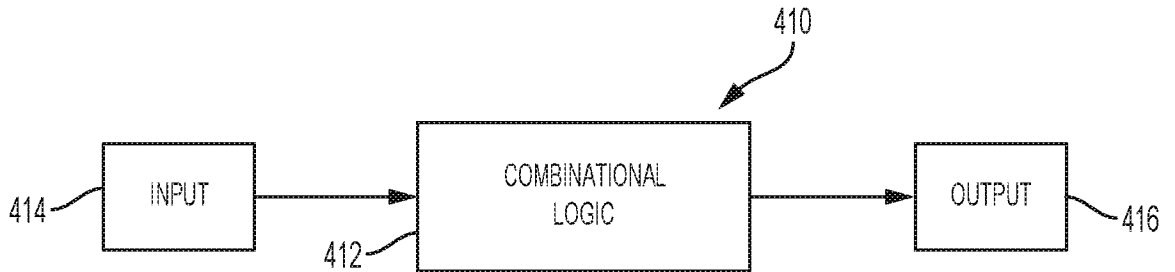 410
414
INPUT
412
COMBINATIONAL
LOGIC
OUTPUT
416